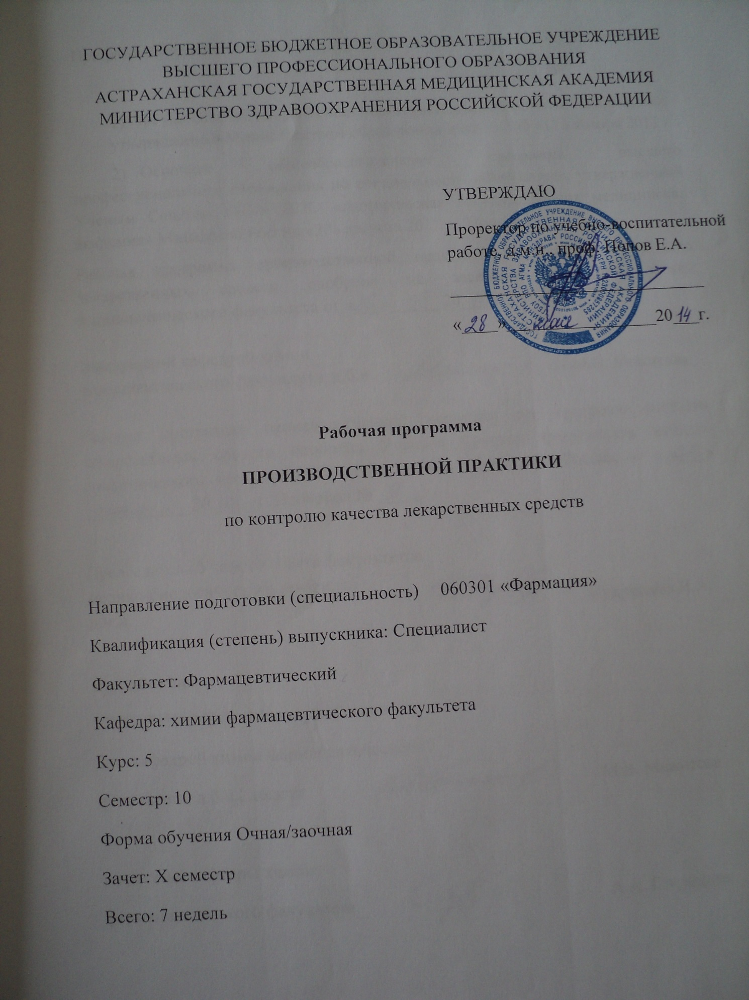 ГОСУДАРСТВЕННОЕ БЮДЖЕТНОЕ ОБРАЗОВАТЕЛЬНОЕ УЧРЕЖДЕНИЕ
ВЫСШЕГО ПРОФЕССИОНАЛЬНОГО ОБРАЗОВАНИЯ
АСТРАХАНСКАЯ ГОСУДАРСТВЕННАЯ МЕДИЦИНСКАЯ АКАДЕМИЯ
МИНИСТЕРСТВО ЗДРАВООХРАНЕНИЯ РОССИЙСКОЙ ФЕДЕРАЦИИ
УТВЕРЖДАЮ
Проректор по учебно-воспитательной
работе, д.м.н., проф. Попов Е.А.
«28» мая 2014 г.
Рабочая программа
ПРОИЗВОДСТВЕННОЙ ПРАКТИКИ
по контролю качества лекарственных средств
Направление подготовки (специальность) 060301 «Фармация»
Квалификация (степень) выпускника: Специалист
Факультет: Фармацевтический
Кафедра: химии фармацевтического факультета
Курс: 5
Семестр: 10
Форма обучения Очная/заочная
Зачет: X семестр
Всего: 7 недель